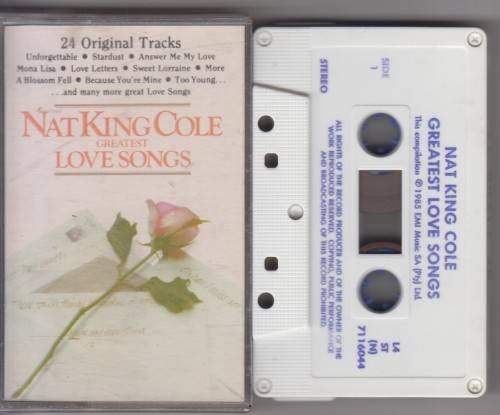 24 Original Tracks
Unforgettable • Stardust • Answer Me My Love
Mona Lisa • Love Letters • Sweet Lorraine • More
A Blossom Fell • Because You're Mine • Too Young...
...and many more great Love Songs
NAT KING COLE
GREATEST
LOVE SONGS
NAT KING COLE
GREATEST LOVE SONGS
This compilation ℗ 1985 EMI Music SA (Pty) Ltd.
SIDE
1
STEREO
L4
ST
(N)
7116044
ALL RIGHTS OF THE RECORD PRODUCER AND OF THE OWNER OF THE
WORK REPRODUCED RESERVED. COPYING, PUBLIC PERFORMANCE
AND BROADCASTING OF THIS RECORD PROHIBITED.